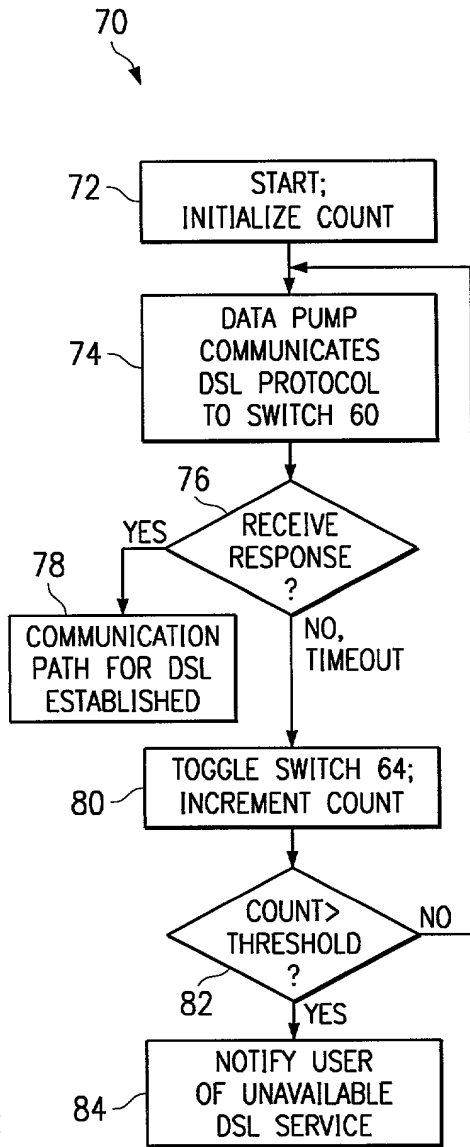 70
72
START;
INITIALIZE COUNT
74
DATA PUMP
COMMUNICATES
DSL PROTOCOL
TO SWITCH 60
76
YES
RECEIVE
RESPONSE
?
78
COMMUNICATION
PATH FOR DSL
ESTABLISHED
NO,
TIMEOUT
80
TOGGLE SWITCH 64;
INCREMENT COUNT
COUNT>
THRESHOLD
?
NO
82
YES
84
NOTIFY USER
OF UNAVAILABLE
DSL SERVICE